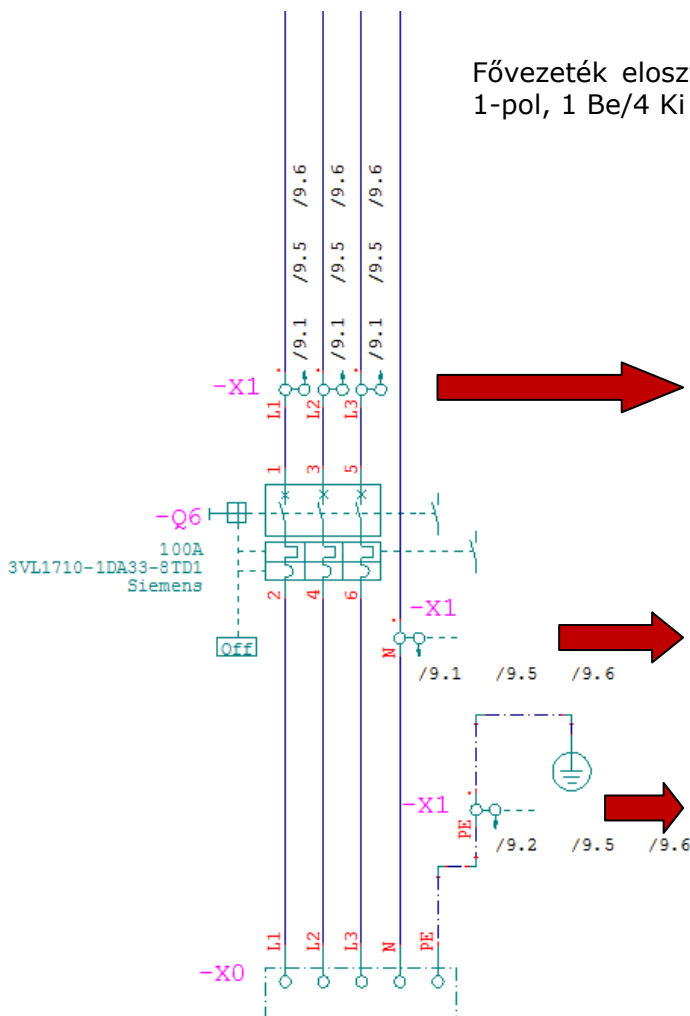 Fővezeték
1-pol, 1 Be/4 Ki
/9.1 /9.5 /9.6
/9.1 /9.5 /9.6
/9.1 /9.5 /9.6
-X1
L1 L2 L3
1 3 5
-Q6
100A
3VL1710-1DA33-8TD1
Siemens
2 4 6
Off
-X1
N
/9.1 /9.5 /9.6
-X1
PE
/9.2 /9.5 /9.6
L1 L2 L3 N PE
-X0